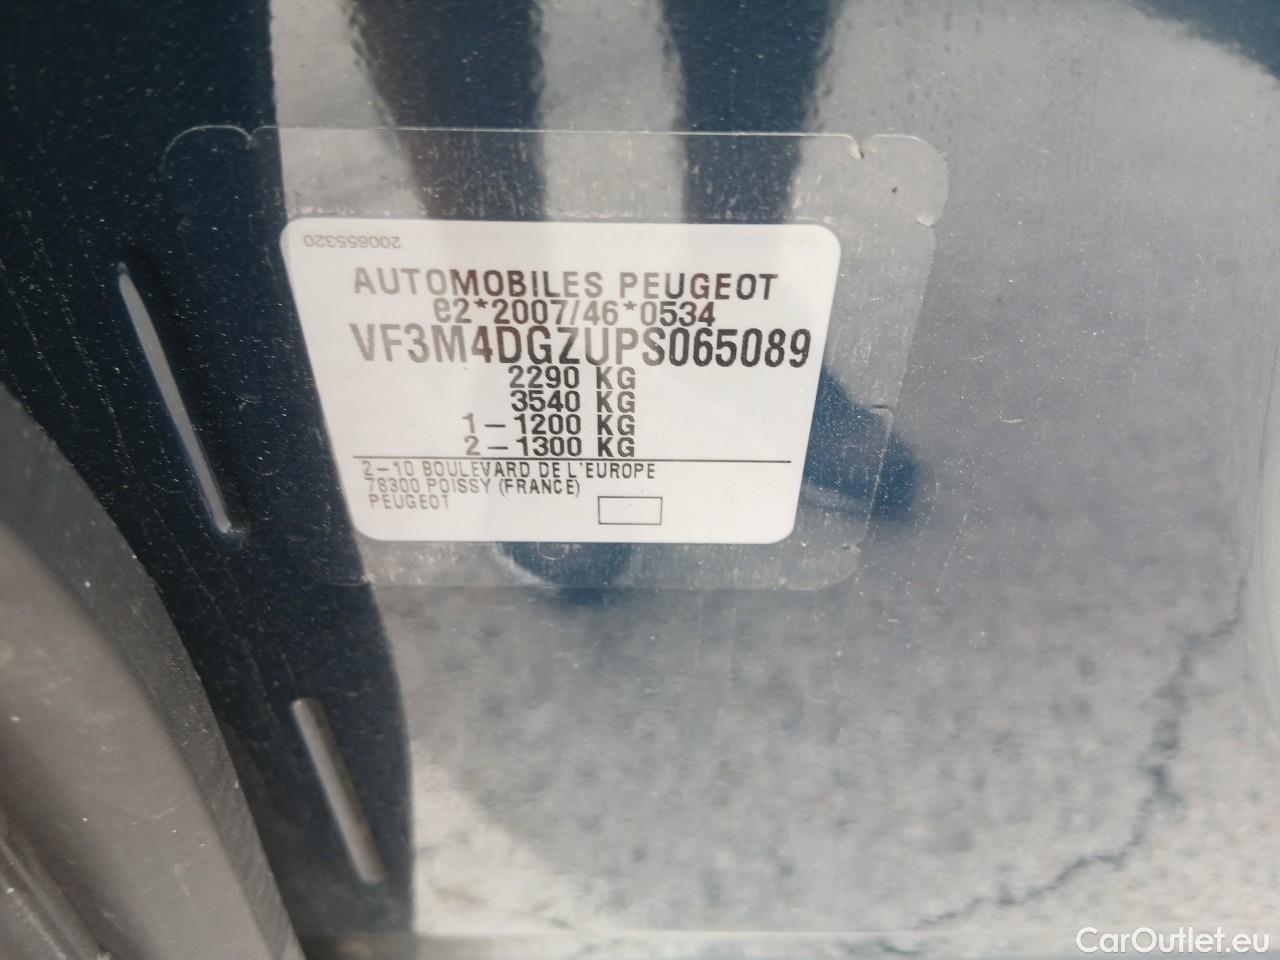 200655320
AUTOMOBILES PEUGEOT
e2*2007/46*0534
VF3M4DGZUPS065089
2290 KG
3540 KG
1-1200 KG
2-1300 KG
2-10 BOULEVARD DE L'EUROPE
78300 POISSY (FRANCE)
PEUGEOT
CarOutlet.eu